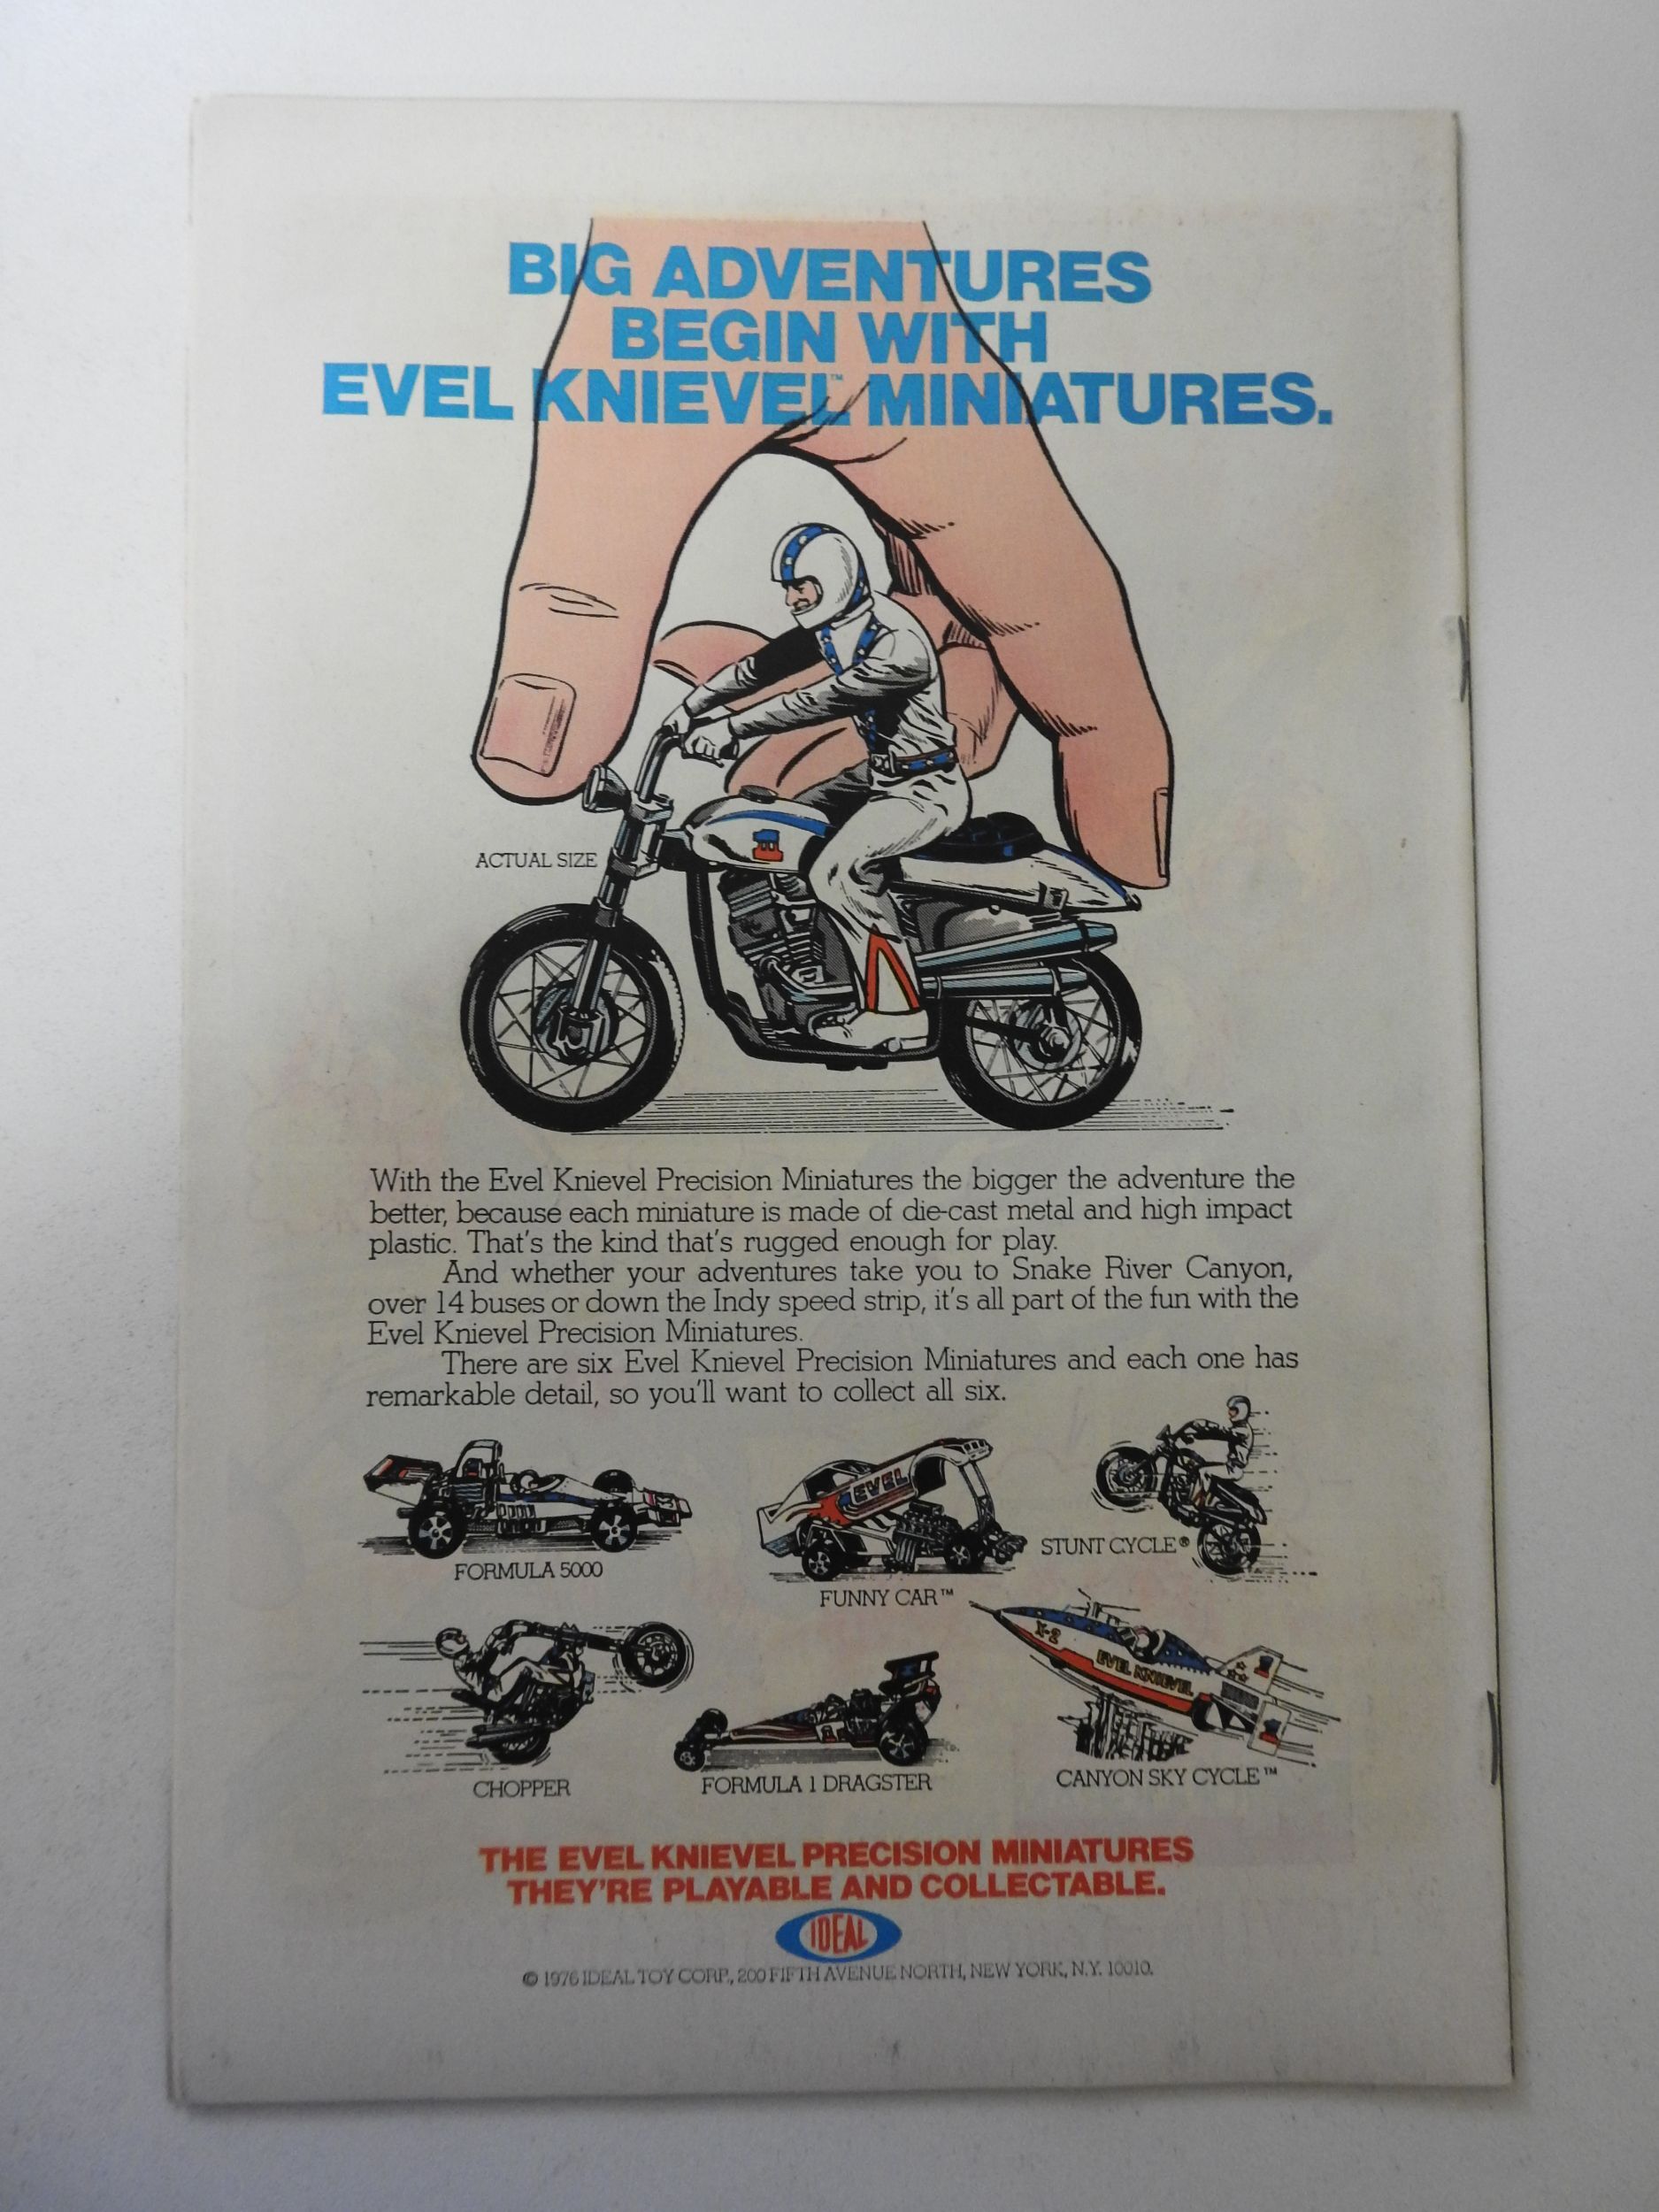 BIG ADVENTURES
BEGIN WITH
EVEL KNIEVEL™ MINIATURES.
ACTUAL SIZE
With the Evel Knievel Precision Miniatures the bigger the adventure the
better, because each miniature is made of die-cast metal and high impact
plastic. That's the kind that's rugged enough for play.
And whether your adventures take you to Snake River Canyon,
over 14 buses or down the Indy speed strip, it's all part of the fun with the
Evel Knievel Precision Miniatures.
There are six Evel Knievel Precision Miniatures and each one has
remarkable detail, so you'll want to collect all six.
EVEL
FORMULA 5000
FUNNY CAR™
STUNT CYCLE®
X-2
EVEL KNIEVEL
CHOPPER
FORMULA 1 DRAGSTER
CANYON SKY CYCLE™
THE EVEL KNIEVEL PRECISION MINIATURES
THEY'RE PLAYABLE AND COLLECTABLE.
IDEAL
© 1976 IDEAL TOY CORP., 200 FIFTH AVENUE NORTH, NEW YORK, N.Y. 10010.